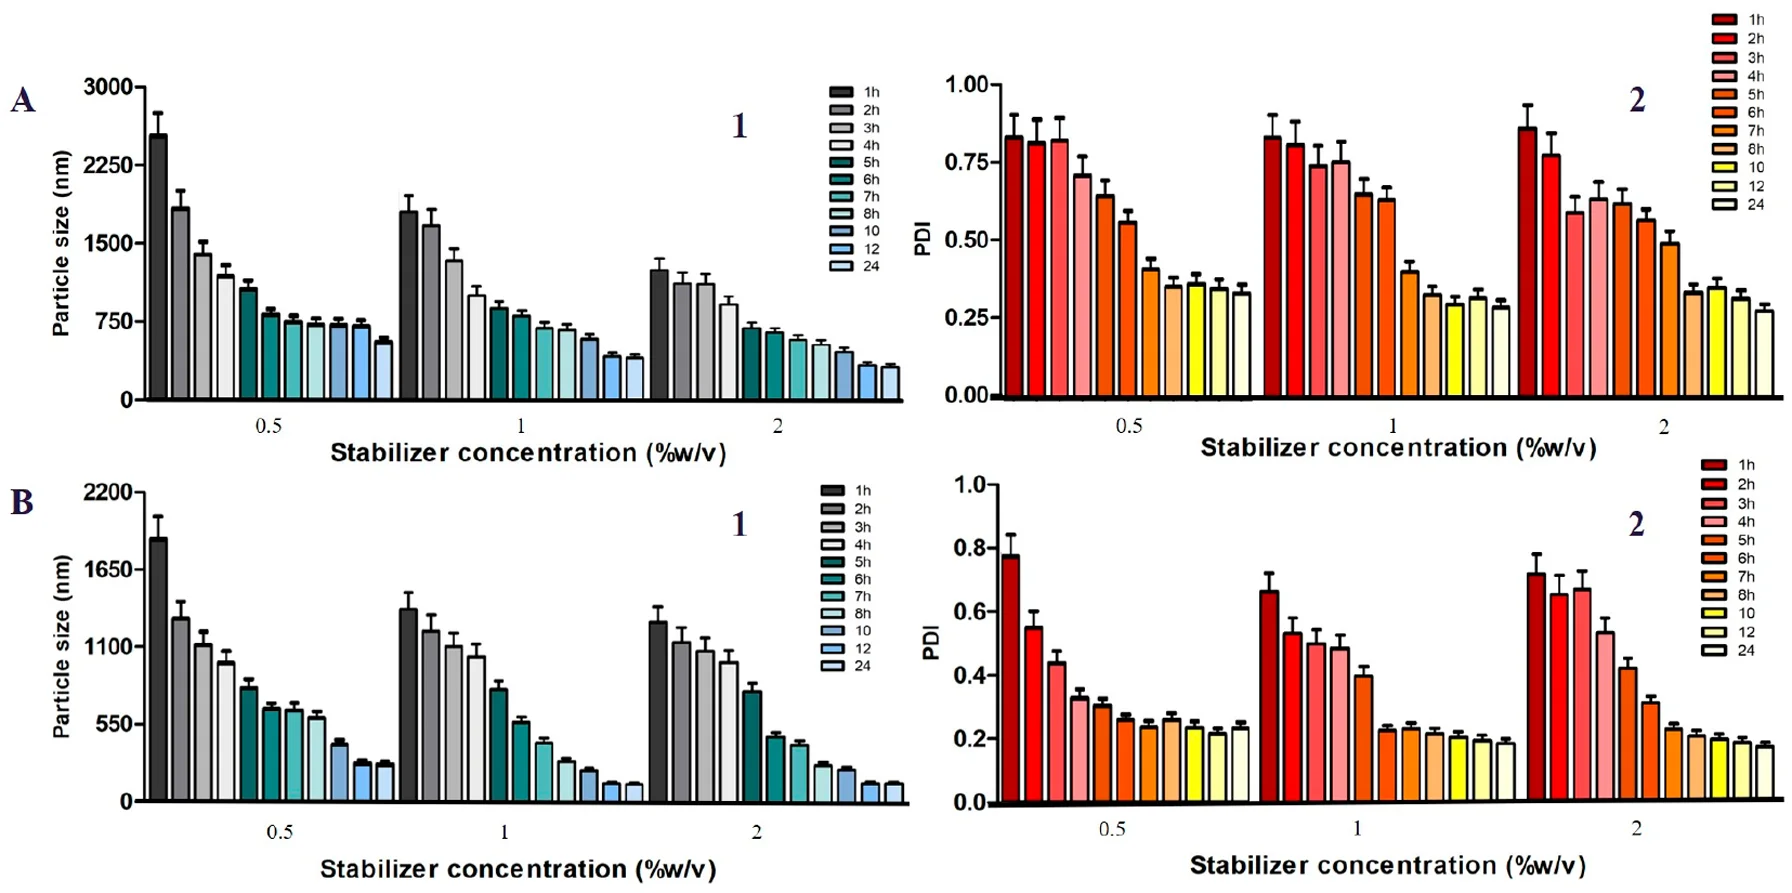 A
1
Particle size (nm)
3000
2250
1500
750
0
1h
2h
3h
4h
5h
6h
7h
8h
10
12
24
0.5
1
2
Stabilizer concentration (%w/v)
2
PDI
1.00
0.75
0.50
0.25
0.00
1h
2h
3h
4h
5h
6h
7h
8h
10
12
24
0.5
1
2
Stabilizer concentration (%w/v)
B
1
Particle size (nm)
2200
1650
1100
550
0
1h
2h
3h
4h
5h
6h
7h
8h
10
12
24
0.5
1
2
Stabilizer concentration (%w/v)
2
PDI
1.0
0.8
0.6
0.4
0.2
0.0
1h
2h
3h
4h
5h
6h
7h
8h
10
12
24
0.5
1
2
Stabilizer concentration (%w/v)